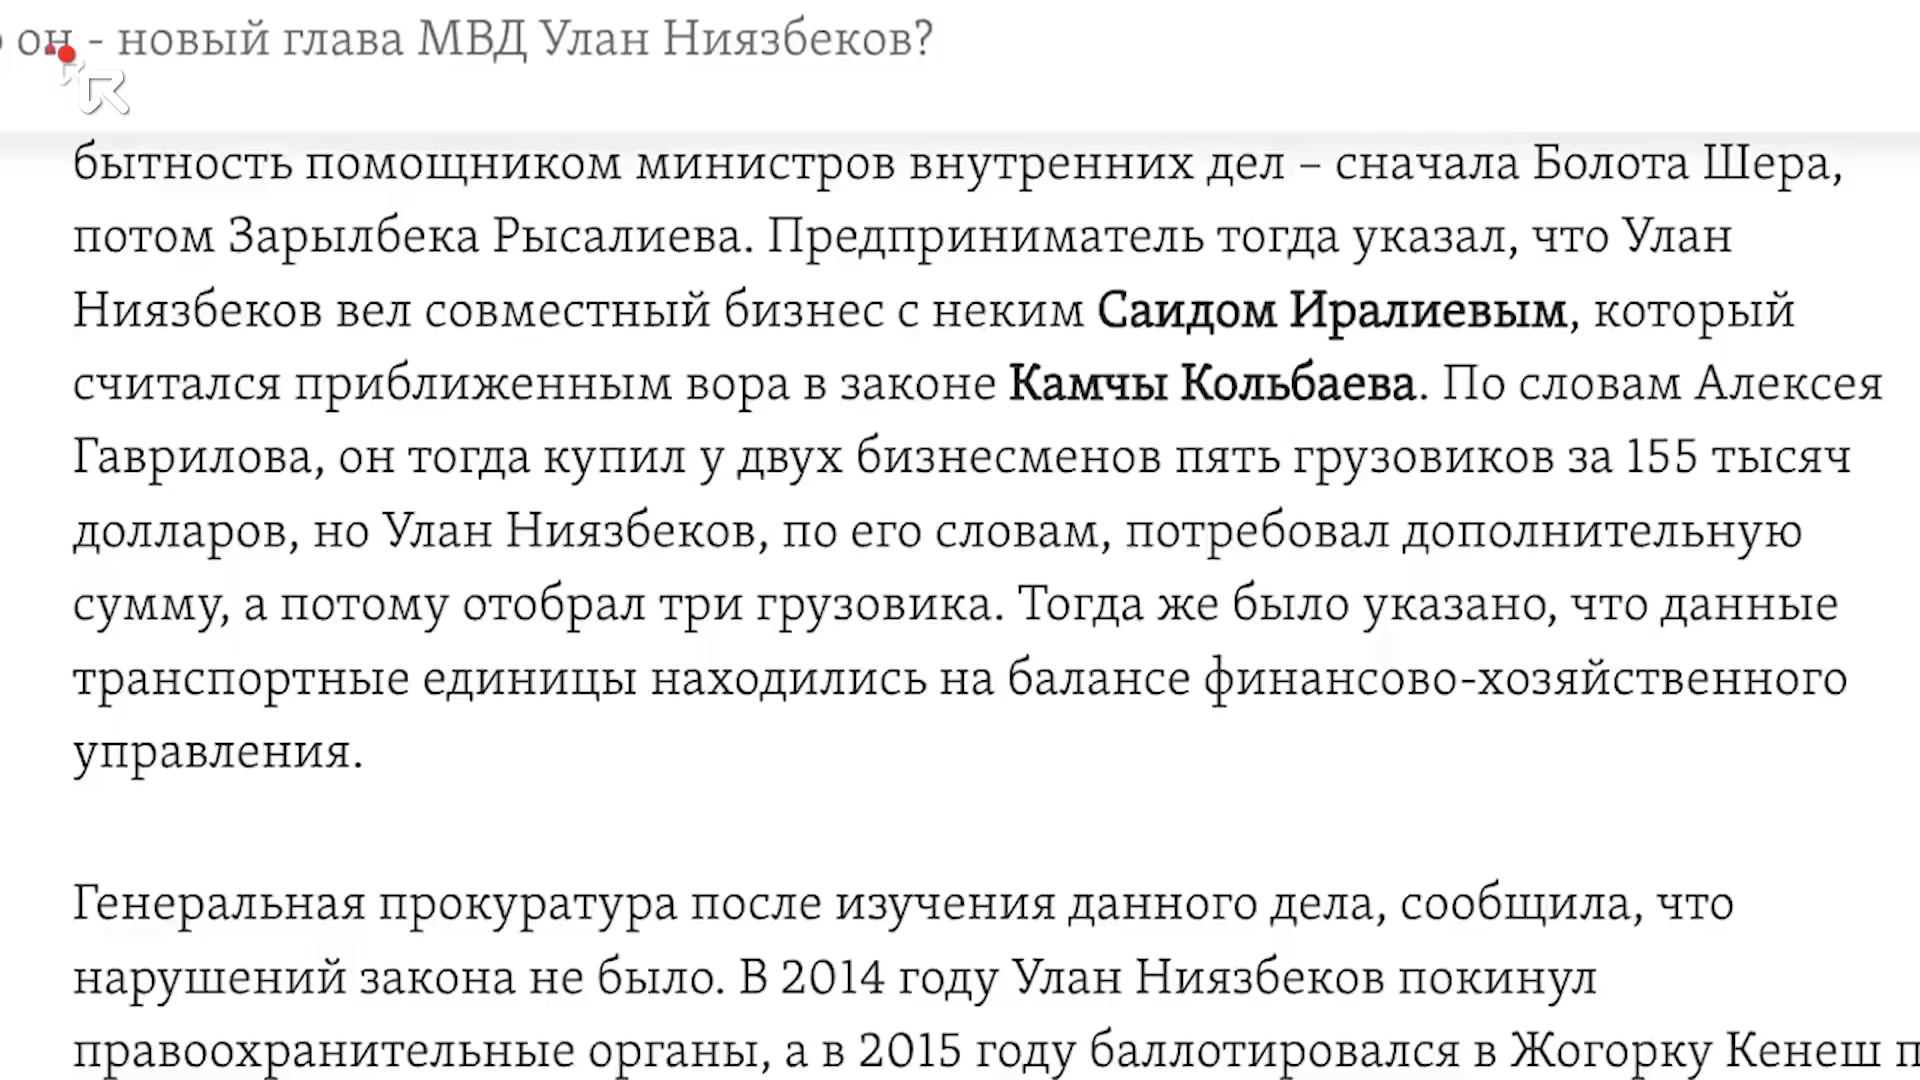 он - новый глава МВД Улан Ниязбеков?
бытность помощником министров внутренних дел – сначала Болота Шера,
потом Зарылбека Рысалиева. Предприниматель тогда указал, что Улан
Ниязбеков вел совместный бизнес с неким Саидом Иралиевым, который
считался приближенным вора в законе Камчы Кольбаева. По словам Алексея
Гаврилова, он тогда купил у двух бизнесменов пять грузовиков за 155 тысяч
долларов, но Улан Ниязбеков, по его словам, потребовал дополнительную
сумму, а потому отобрал три грузовика. Тогда же было указано, что данные
транспортные единицы находились на балансе финансово-хозяйственного
управления.
Генеральная прокуратура после изучения данного дела, сообщила, что
нарушений закона не было. В 2014 году Улан Ниязбеков покинул
правоохранительные органы, а в 2015 году баллотировался в Жогорку Кенеш